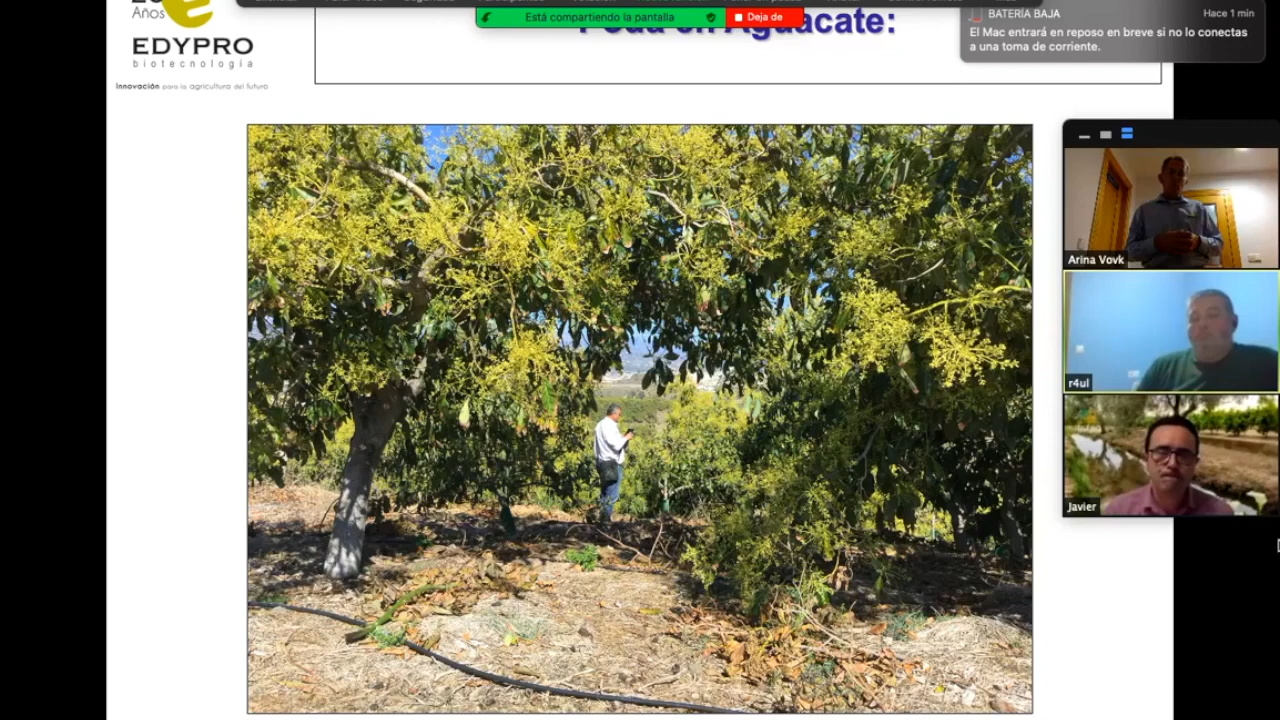 Años
EDYPRO
biotecnología
Innovación para la agricultura del futuro
Está compartiendo la pantalla
Deja de
Poda en Aguacate:
BATERÍA BAJA
Hace 1 min
El Mac entrará en reposo en breve si no lo conectas
a una toma de corriente.
Arina Vovk
r4ul
Javier